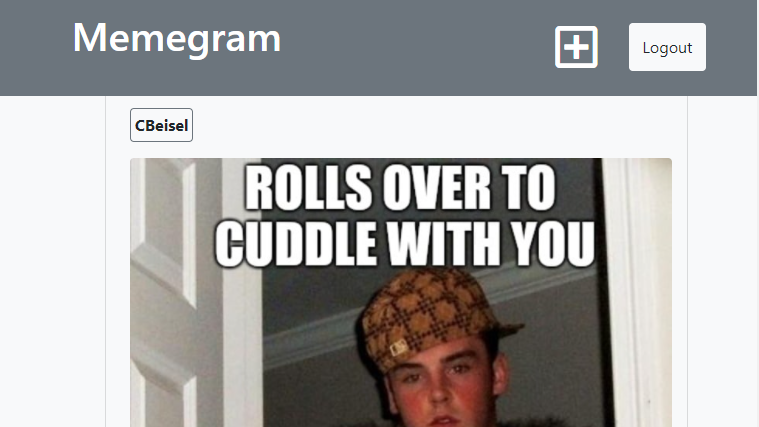 Memegram
Logout
CBeisel
ROLLS OVER TO
CUDDLE WITH YOU